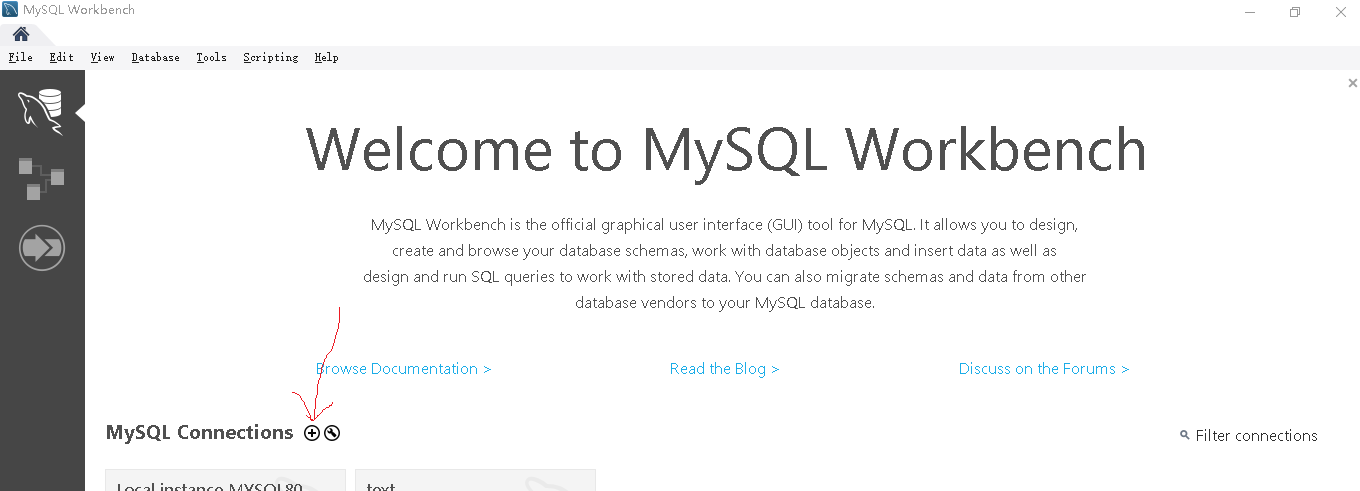 MySQL Workbench
File Edit View Database Tools Scripting Help
Welcome to MySQL Workbench
MySQL Workbench is the official graphical user interface (GUI) tool for MySQL. It allows you to design,
create and browse your database schemas, work with database objects and insert data as well as
design and run SQL queries to work with stored data. You can also migrate schemas and data from other
database vendors to your MySQL database.
Browse Documentation > Read the Blog > Discuss on the Forums >
MySQL Connections Filter connections
Local instance MYSQL80 text